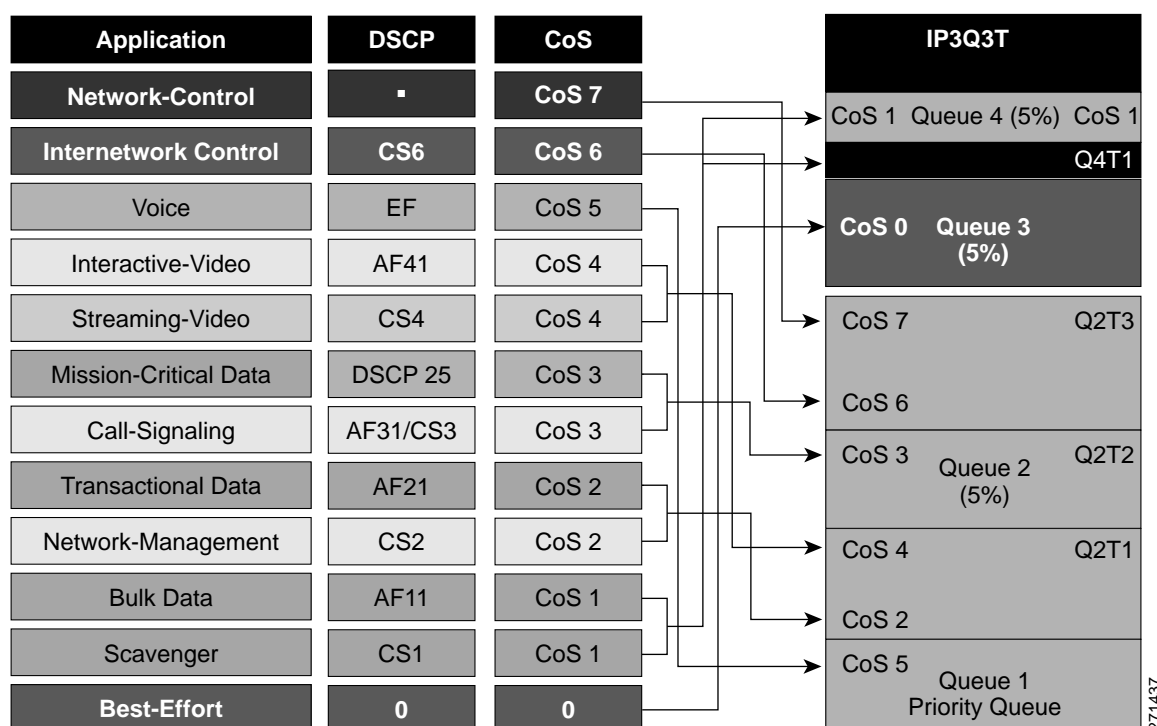 Application DSCP CoS IP3Q3T
Network-Control - CoS 7
CoS 1 Queue 4 (5%) CoS 1
Internetwork Control CS6 CoS 6
Q4T1
Voice EF CoS 5
CoS 0 Queue 3
(5%)
Interactive-Video AF41 CoS 4
Streaming-Video CS4 CoS 4
CoS 7 Q2T3
Mission-Critical Data DSCP 25 CoS 3
CoS 6
Call-Signaling AF31/CS3 CoS 3
CoS 3 Queue 2 Q2T2
(5%)
Transactional Data AF21 CoS 2
Network-Management CS2 CoS 2
CoS 4 Q2T1
Bulk Data AF11 CoS 1
CoS 2
Scavenger CS1 CoS 1
CoS 5 Queue 1
Priority Queue
Best-Effort 0 0